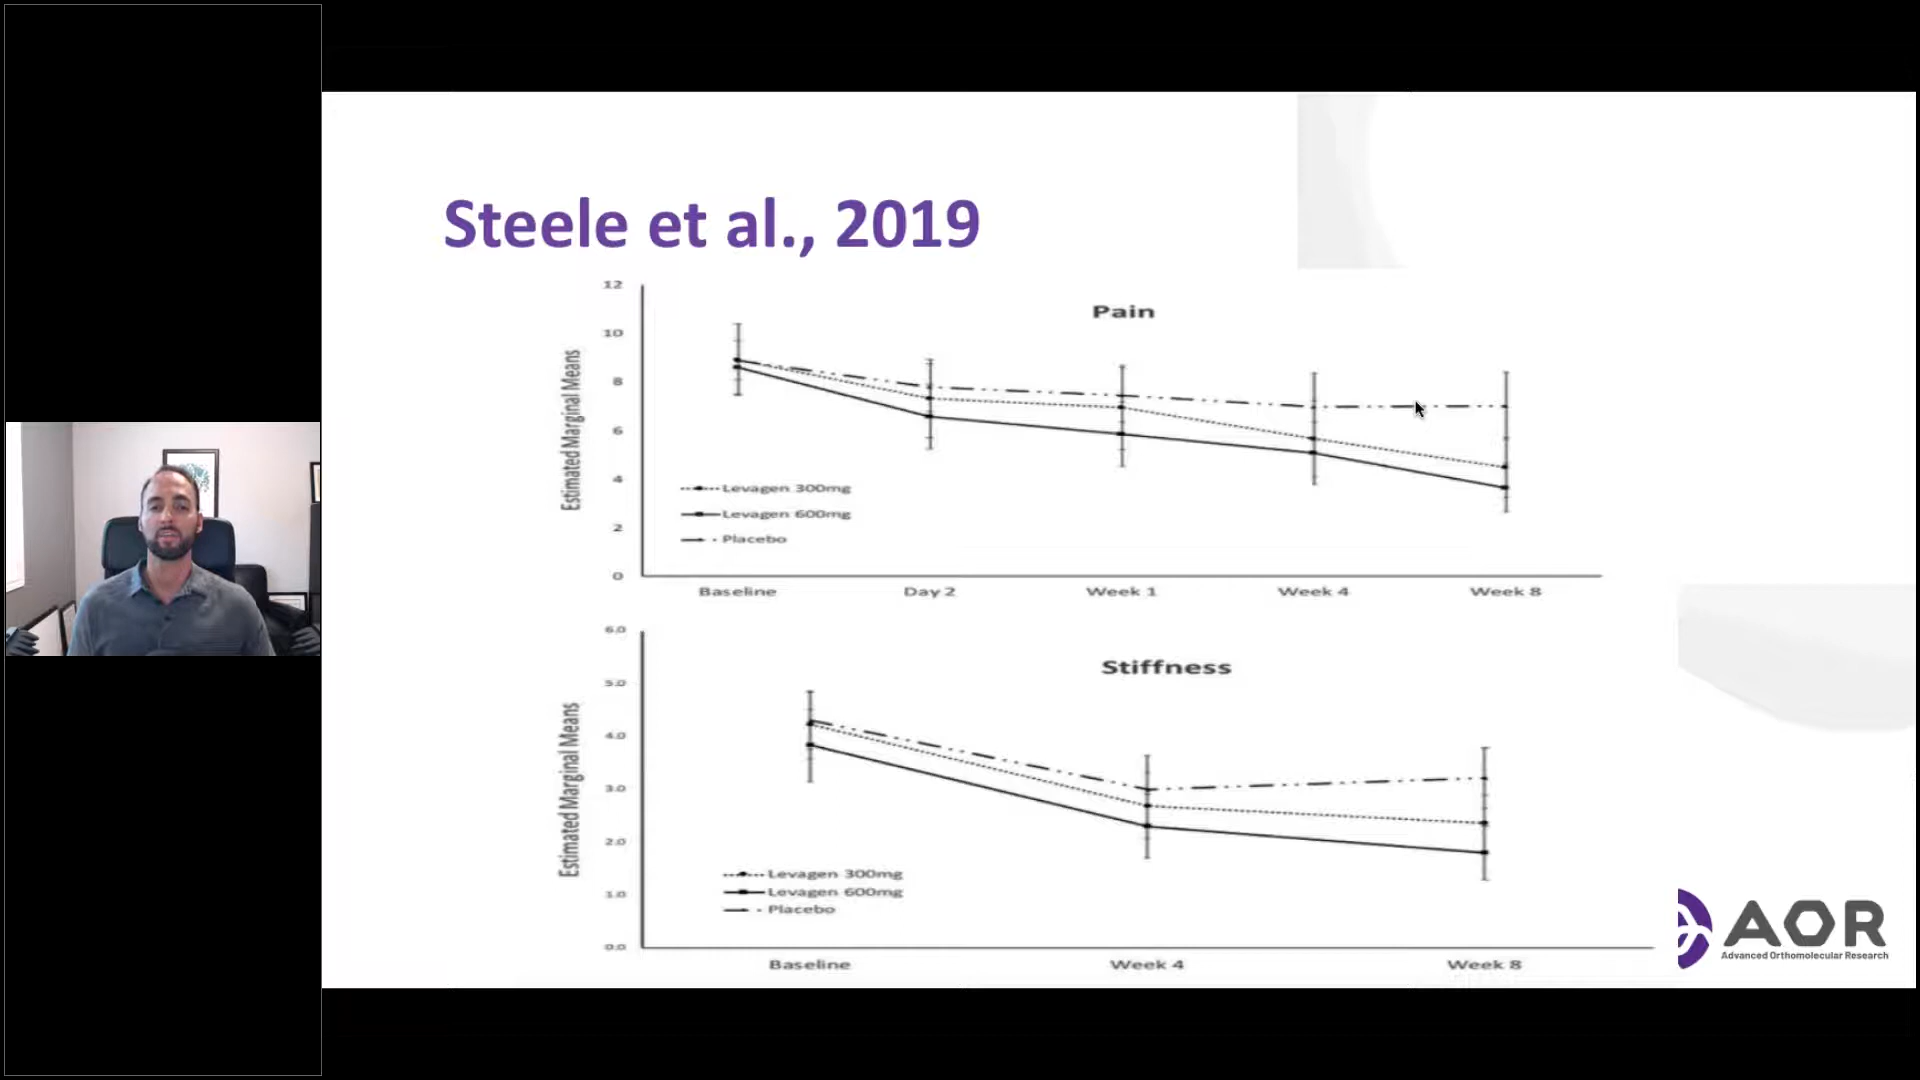 Steele et al., 2019
Pain
Estimated Marginal Means
12
10
8
6
4
2
0
Levagen 300mg
Levagen 600mg
Placebo
Baseline Day 2 Week 1 Week 4 Week 8
Stiffness
Estimated Marginal Means
6.0
5.0
4.0
3.0
2.0
1.0
0.0
Levagen 300mg
Levagen 600mg
Placebo
Baseline Week 4 Week 8
AOR
Advanced Orthomolecular Research